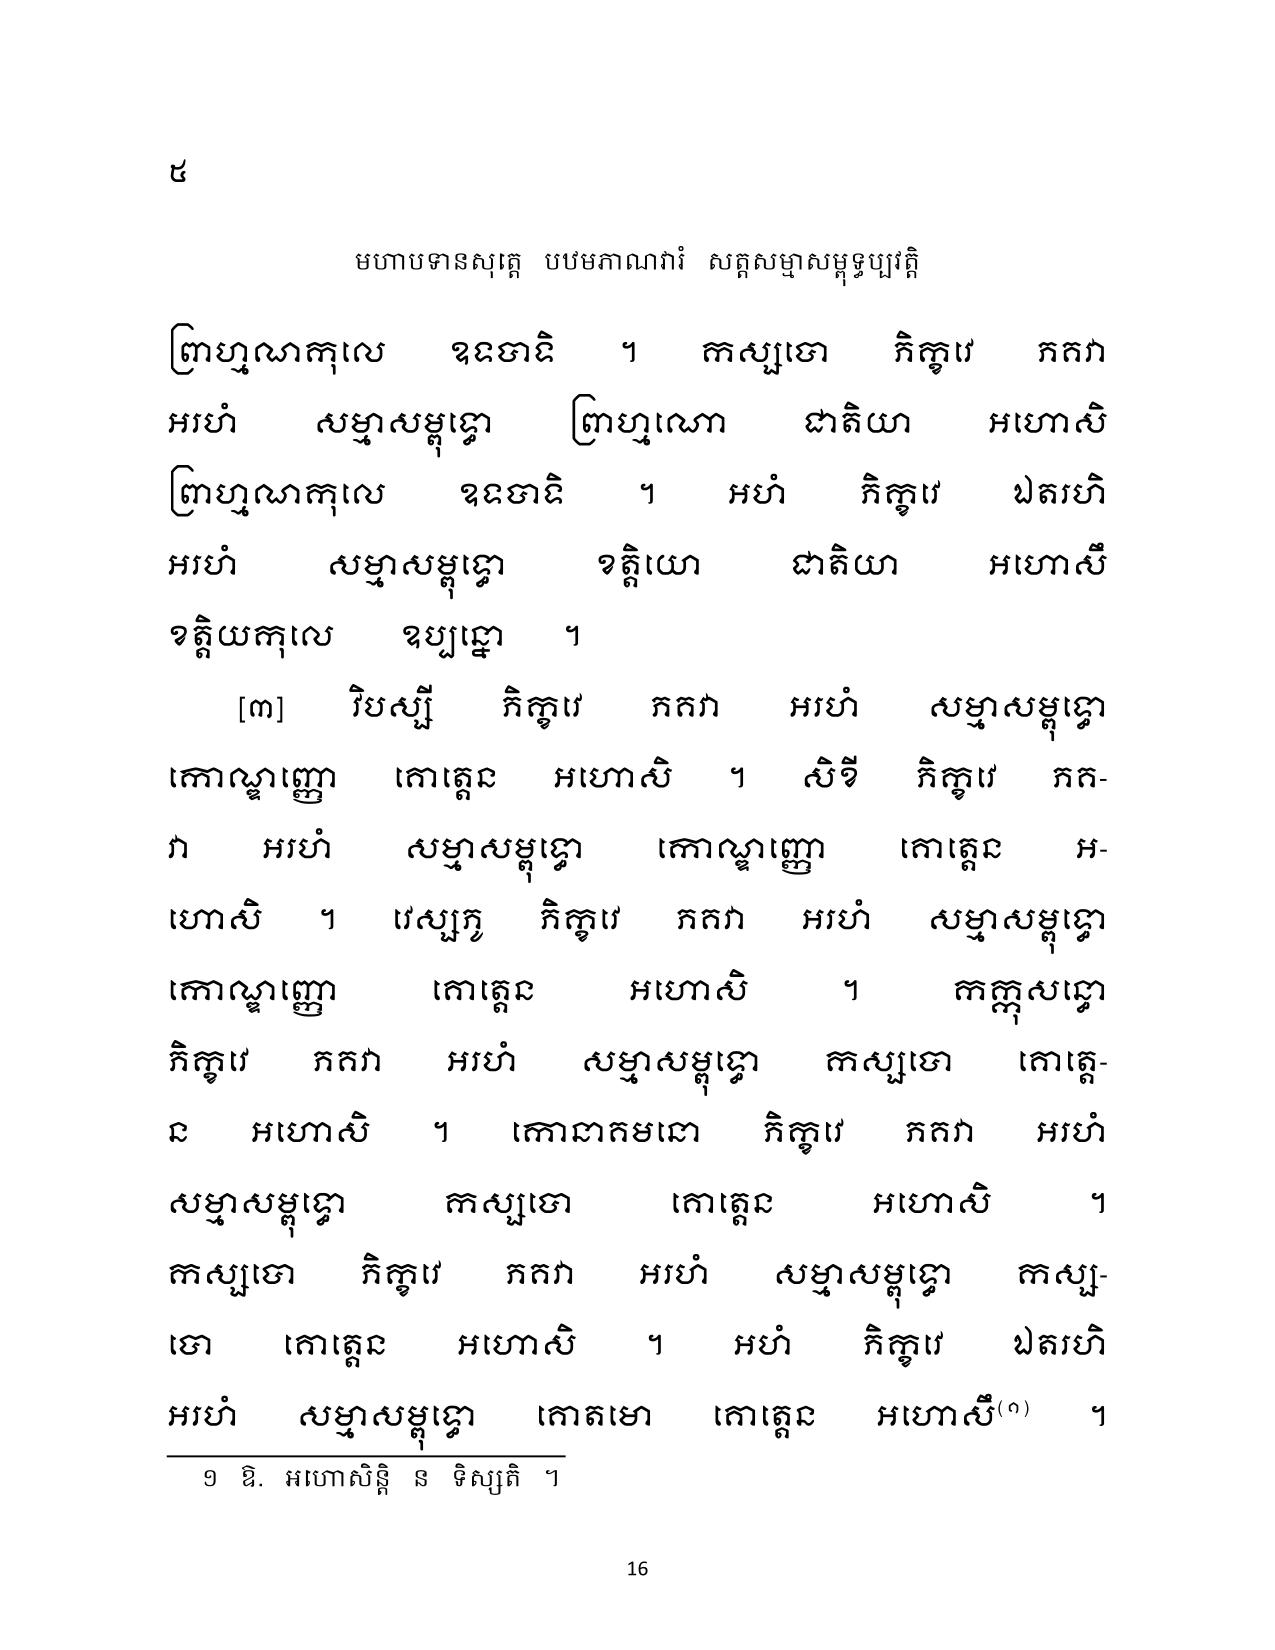 ៥
មហាបទានសុត្តេ បឋមភាណវារំ សត្តសម្មាសម្ពុទ្ធប្បវត្តិ
ព្រាហ្មណកុលេ ឧទបាទិ ។ កស្សបោ ភិក្ខវេ ភគវា
អរហំ សម្មាសម្ពុទ្ធោ ព្រាហ្មណោ ជាតិយា អហោសិ
ព្រាហ្មណកុលេ ឧទបាទិ ។ អហំ ភិក្ខវេ ឯតរហិ
អរហំ សម្មាសម្ពុទ្ធោ ខត្តិយោ ជាតិយា អហោសឹ
ខត្តិយកុលេ ឧប្បន្នោ ។
[៣] វិបស្សី ភិក្ខវេ ភគវា អរហំ សម្មាសម្ពុទ្ធោ
កោណ្ឌញ្ញោ គោត្តេន អហោសិ ។ សិខី ភិក្ខវេ ភគ-
វា អរហំ សម្មាសម្ពុទ្ធោ កោណ្ឌញ្ញោ គោត្តេន អ-
ហោសិ ។ វេស្សភូ ភិក្ខវេ ភគវា អរហំ សម្មាសម្ពុទ្ធោ
កោណ្ឌញ្ញោ គោត្តេន អហោសិ ។ កក្កុសន្ធោ
ភិក្ខវេ ភគវា អរហំ សម្មាសម្ពុទ្ធោ កស្សបោ គោត្តេ-
ន អហោសិ ។ កោនាគមនោ ភិក្ខវេ ភគវា អរហំ
សម្មាសម្ពុទ្ធោ កស្សបោ គោត្តេន អហោសិ ។
កស្សបោ ភិក្ខវេ ភគវា អរហំ សម្មាសម្ពុទ្ធោ កស្ស-
បោ គោត្តេន អហោសិ ។ អហំ ភិក្ខវេ ឯតរហិ
អរហំ សម្មាសម្ពុទ្ធោ គោតមោ គោត្តេន អហោសឹ(១) ។
១ ឱ. អហោសិន្តិ ន ទិស្សតិ ។
16